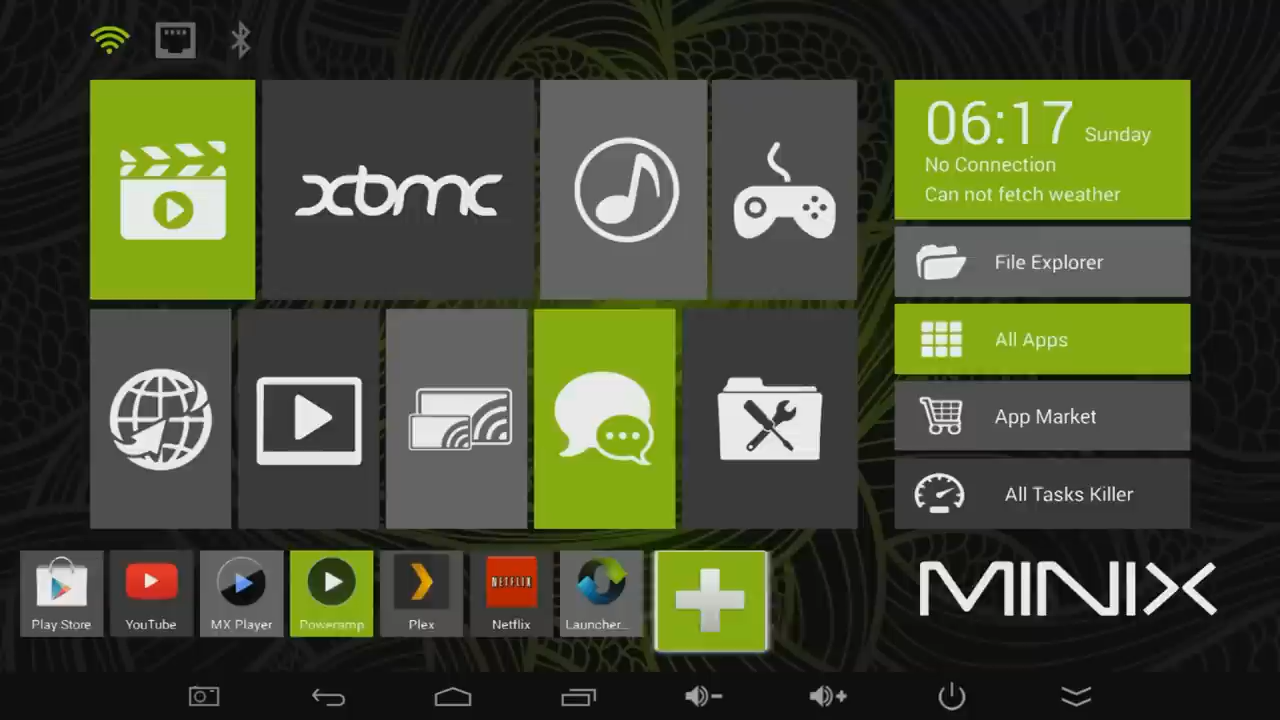 xbmc
06:17 Sunday
No Connection
Can not fetch weather
File Explorer
All Apps
App Market
All Tasks Killer
Play Store
YouTube
MX Player
Poweramp
Plex
NETFLIX
Netflix
Launcher...
MINIX